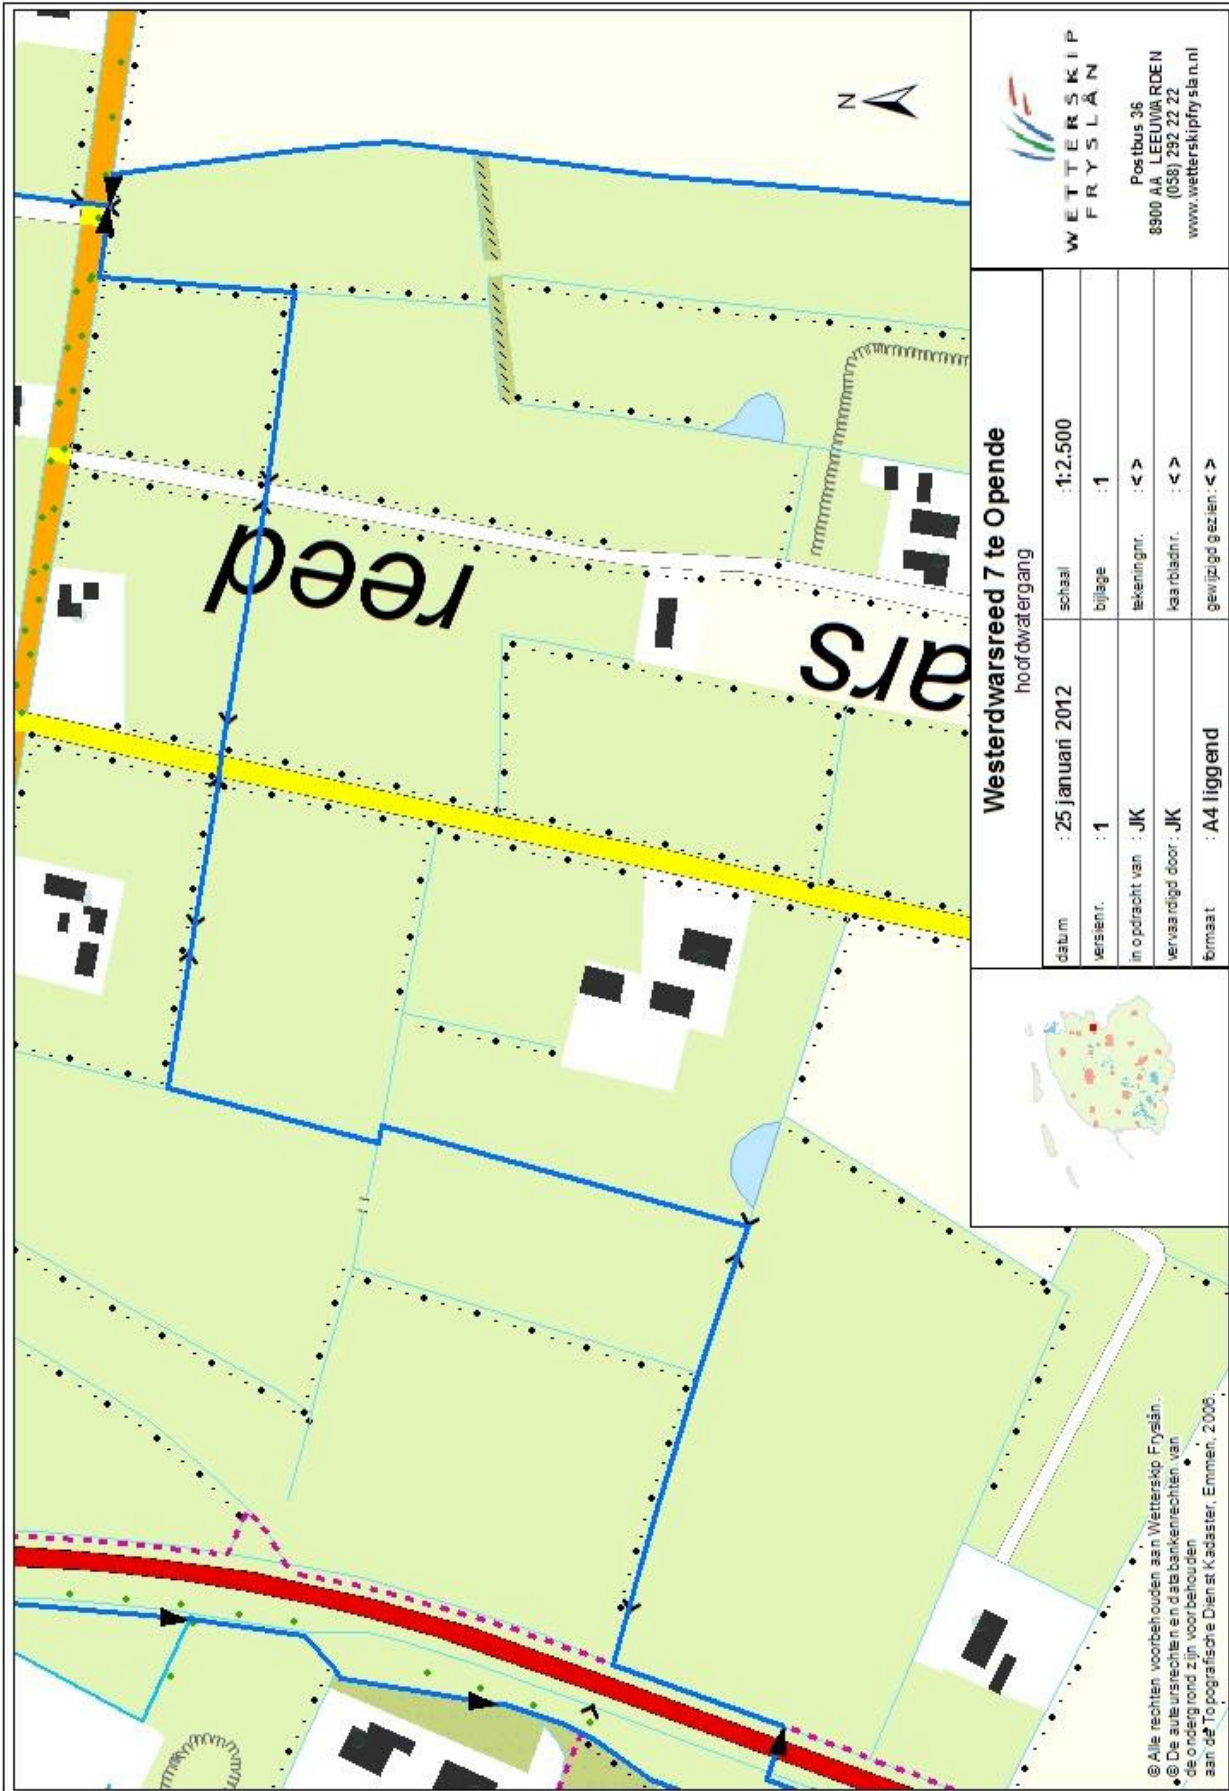 reed
ars
N
Westerdwarsreed 7 te Opende
hoofdwatergang
datum : 25 januari 2012
schaal : 1:2.500
versienr. : 1
bijlage : 1
in opdracht van : JK
tekeningnr. : < >
vervaardigd door : JK
kaarbladnr. : < >
formaat : A4 liggend
gewijzigd gezien: < >
WETTERSKIP
FRYSLÂN
Postbus 36
8900 AA LEEUWARDEN
(058) 292 22 22
www.wetterskipfryslan.nl
© Alle rechten voorbehouden aan Wetterskip Fryslân.
© De auteursrechten en databankenrechten van
de ondergrond zijn voorbehouden
aan de Topografische Dienst Kadaster, Emmen, 2006.